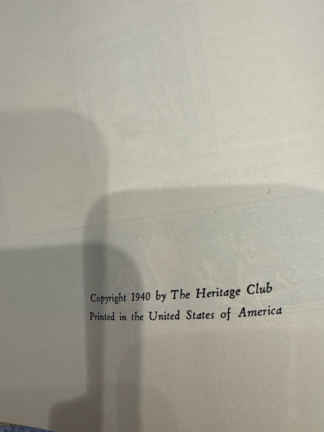 Copyright 1940 by The Heritage Club
Printed in the United States of America